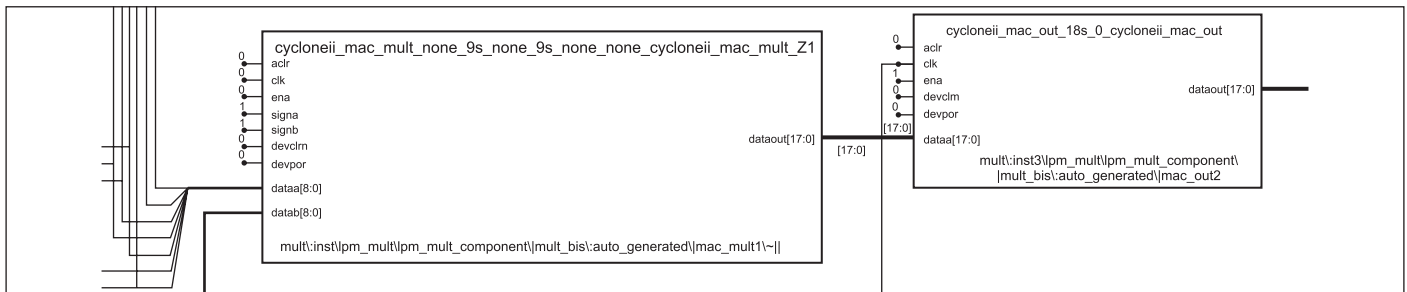 cycloneii_mac_mult_none_9s_none_9s_none_none_cycloneii_mac_mult_Z1
0
aclr
0
clk
0
ena
1
signa
1
signb
0
devclrn
0
devpor
dataa[8:0]
datab[8:0]
dataout[17:0]
mult\:inst\lpm_mult\lpm_mult_component\|mult_bis\:auto_generated\|mac_mult1\~||
[17:0]
cycloneii_mac_out_18s_0_cycloneii_mac_out
0
aclr
clk
1
ena
0
devclrn
0
devpor
[17:0]
dataa[17:0]
dataout[17:0]
mult\:inst3\lpm_mult\lpm_mult_component\
|mult_bis\:auto_generated\|mac_out2